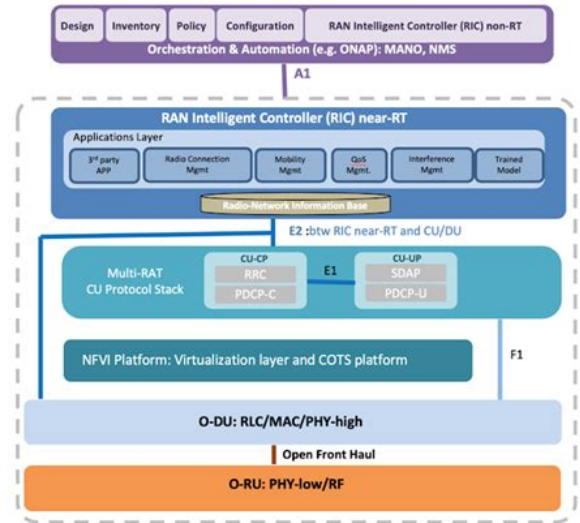 Design
Inventory
Policy
Configuration
RAN Intelligent Controller (RIC) non-RT
Orchestration & Automation (e.g. ONAP): MANO, NMS
A1
RAN Intelligent Controller (RIC) near-RT
Applications Layer
3rd party
APP
Radio Connection
Mgmt
Mobility
Mgmt
QoS
Mgmt.
Interference
Mgmt
Trained
Model
Radio-Network Information Base
E2 :btw RIC near-RT and CU/DU
Multi-RAT
CU Protocol Stack
CU-CP
RRC
PDCP-C
E1
CU-UP
SDAP
PDCP-U
NFVI Platform: Virtualization layer and COTS platform
F1
O-DU: RLC/MAC/PHY-high
Open Front Haul
O-RU: PHY-low/RF